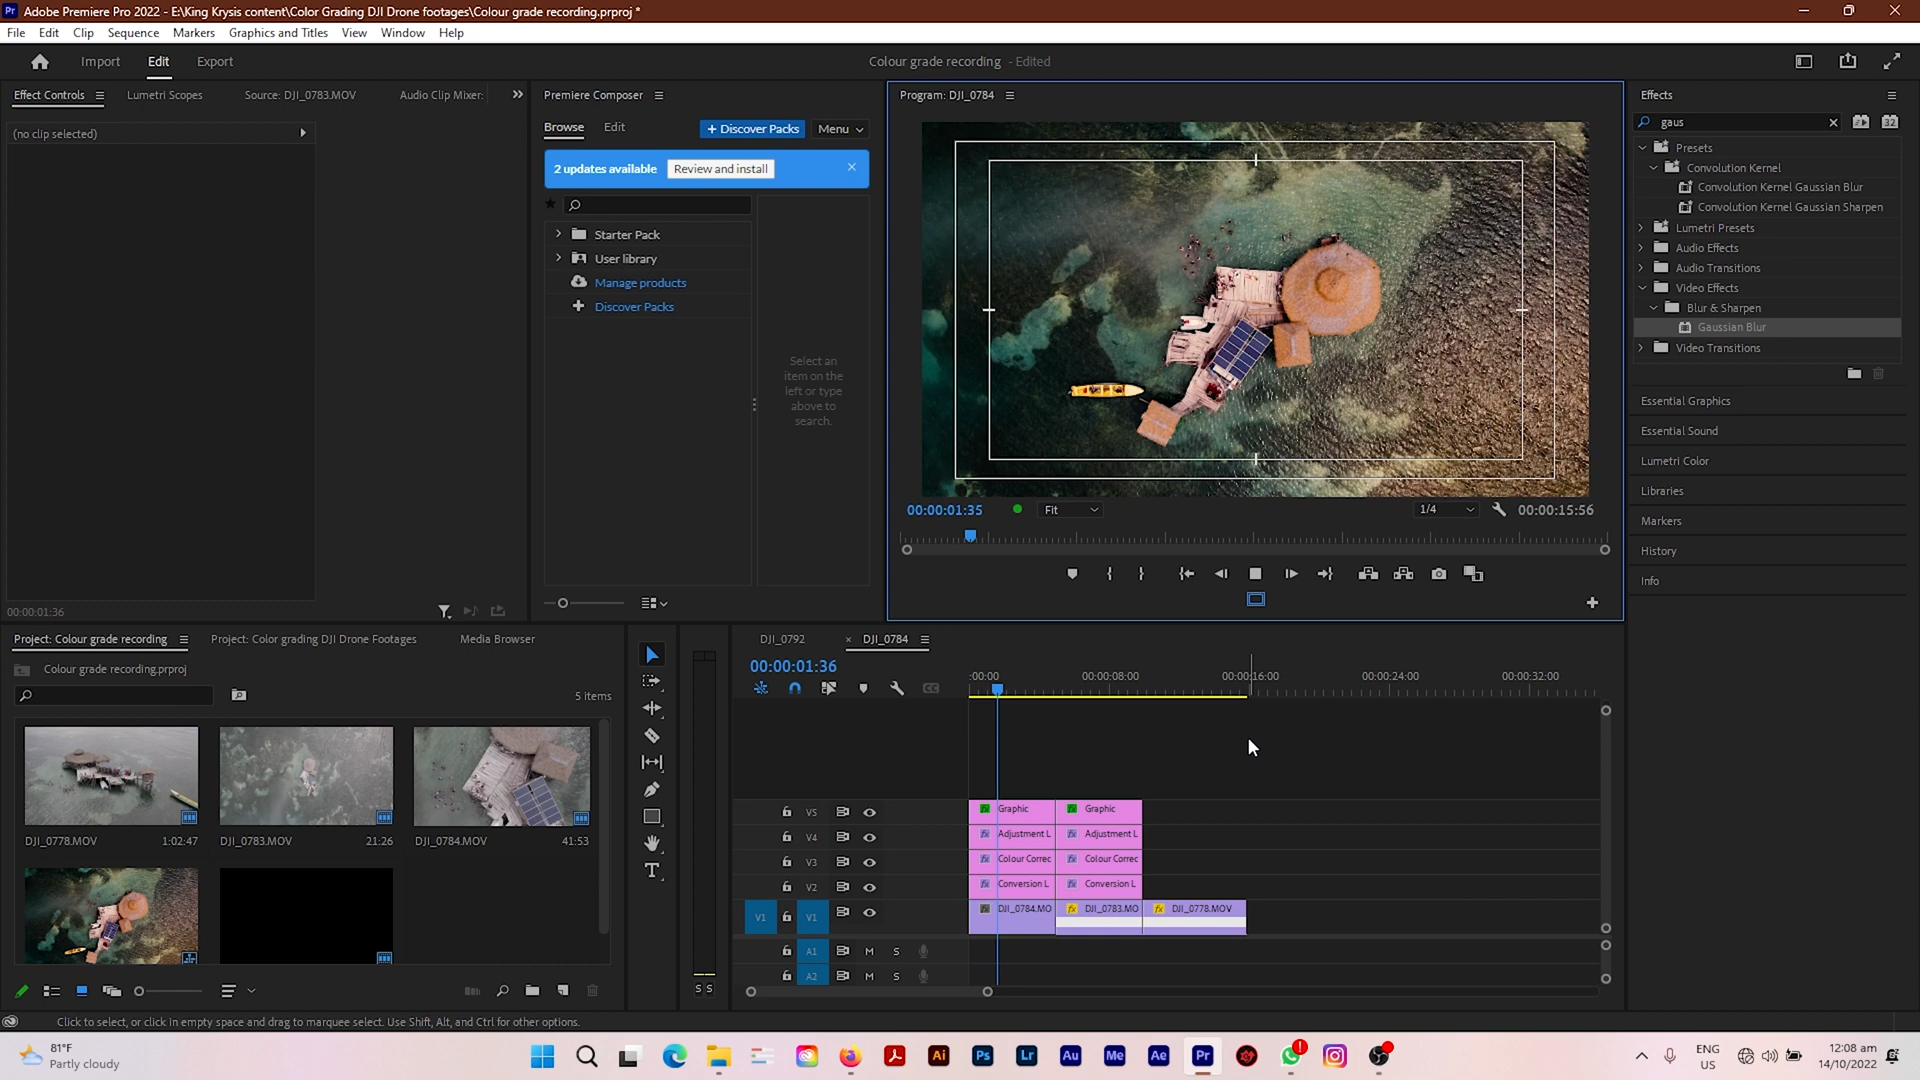 Pr Adobe Premiere Pro 2022 - E:\King Krysis content\Color Grading DJI Drone footages\Colour grade recording.prproj *
File Edit Clip Sequence Markers Graphics and Titles View Window Help
Import Edit Export
Colour grade recording - Edited
Effect Controls Lumetri Scopes Source: DJI_0783.MOV Audio Clip Mixer:
(no clip selected)
00:00:01:36
Premiere Composer
Browse Edit + Discover Packs Menu
2 updates available Review and install
Starter Pack
User library
Manage products
Discover Packs
Select an
item on the
left or type
above to
search.
Program: DJI_0784
00:00:01:35 Fit 1/4 00:00:15:56
Effects
gaus
32
Presets
Convolution Kernel
Convolution Kernel Gaussian Blur
Convolution Kernel Gaussian Sharpen
Lumetri Presets
Audio Effects
Audio Transitions
Video Effects
Blur & Sharpen
Gaussian Blur
Video Transitions
Essential Graphics
Essential Sound
Lumetri Color
Libraries
Markers
History
Info
Project: Colour grade recording Project: Color grading DJI Drone Footages Media Browser
Colour grade recording.prproj
5 items
DJI_0778.MOV 1:02:47 DJI_0783.MOV 21:26 DJI_0784.MOV 41:53
S S
DJI_0792 × DJI_0784
00:00:01:36
:00:00 00:00:08:00 00:00:16:00 00:00:24:00 00:00:32:00
V5 Graphic Graphic
V4 Adjustment L Adjustment L
V3 Colour Correc Colour Correc
V2 Conversion L Conversion L
V1 V1 DJI_0784.MO DJI_0783.MO DJI_0778.MOV
A1 M S
A2 M S
Click to select, or click in empty space and drag to marquee select. Use Shift, Alt, and Ctrl for other options.
81°F
Partly cloudy
Ai Ps Lr Au Me Ae Pr
ENG
US
12:08 am
14/10/2022